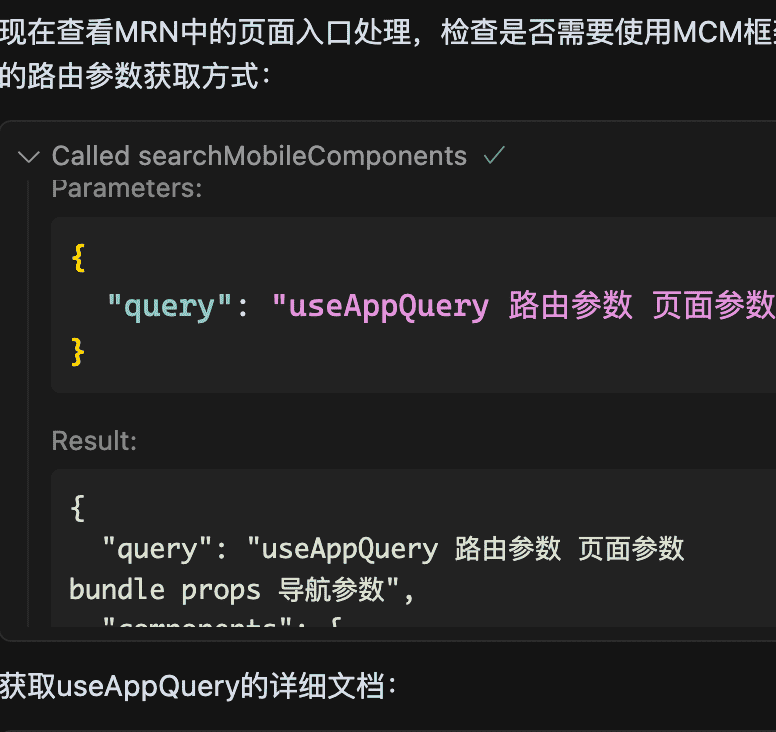 现在查看MRN中的页面入口处理，检查是否需要使用MCM框架
的路由参数获取方式：
Called searchMobileComponents
Parameters:
{
"query": "useAppQuery 路由参数 页面参数
}
Result:
{
"query": "useAppQuery 路由参数 页面参数
bundle props 导航参数",
"components": [
获取useAppQuery的详细文档：